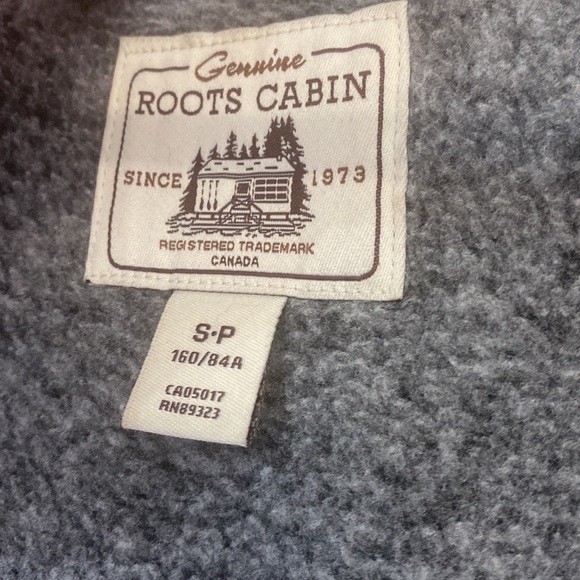 Genuine
ROOTS CABIN
SINCE 1973
REGISTERED TRADEMARK
CANADA
S•P
160/84A
CA05017
RN89323